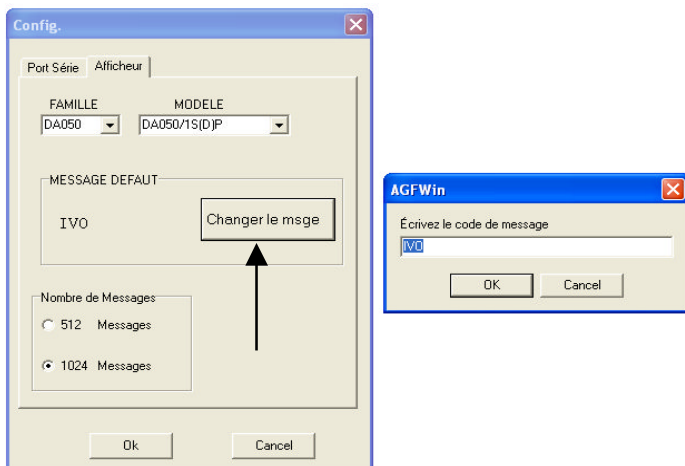 Config.
Port Série Afficheur
FAMILLE MODELE
DA050 DA050/1S(D)P
MESSAGE DEFAUT
IVO Changer le msge
Nombre de Messages
512 Messages
1024 Messages
Ok Cancel
AGFWin
Écrivez le code de message
IVO
OK Cancel